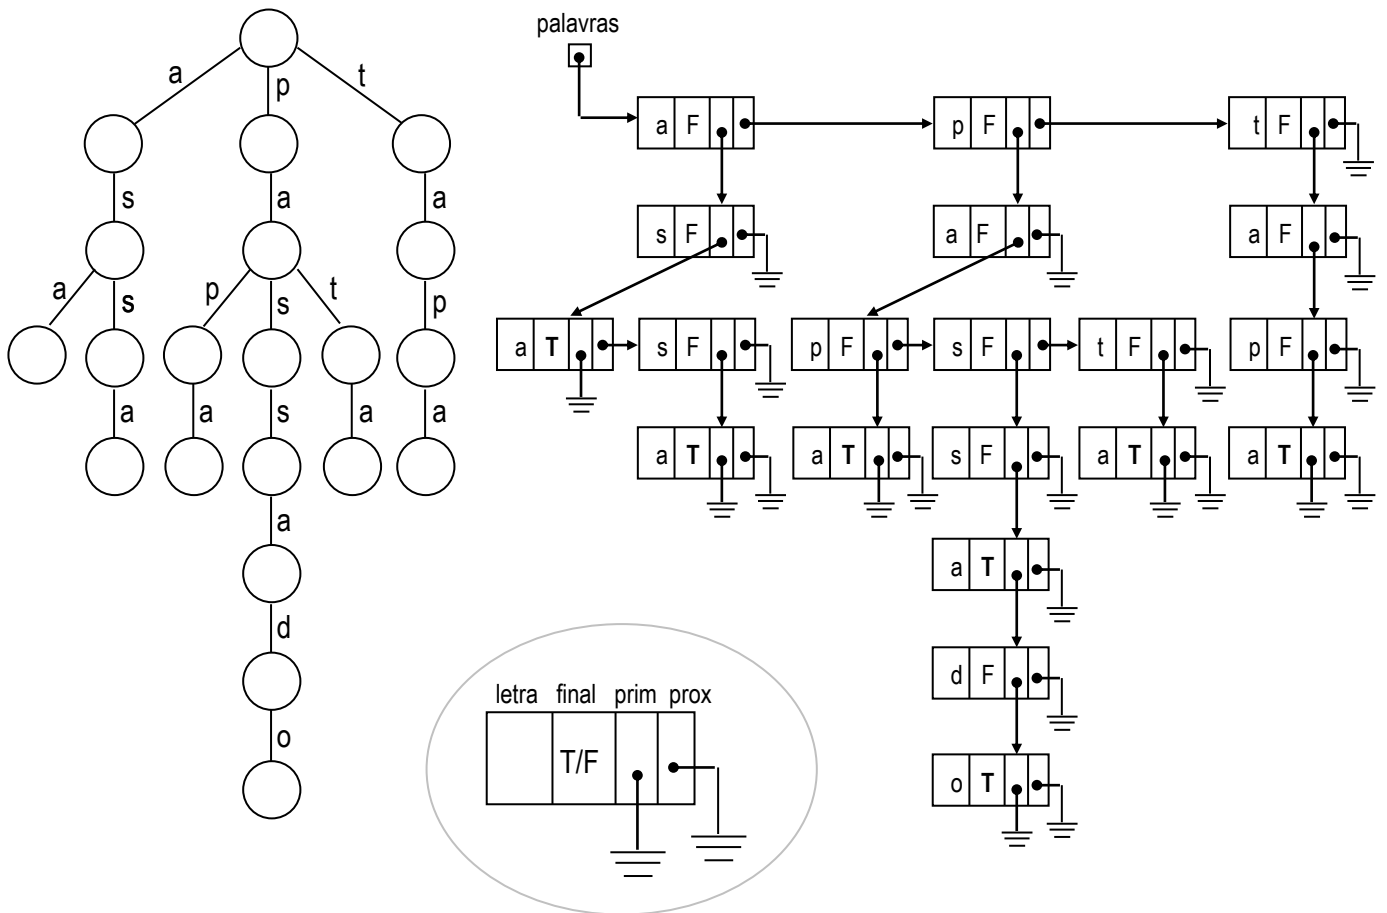 palavras
a p t
a F p F t F
s a a
s F a F a F
a s p s t p
a T s F p F s F t F p F
a a s a a
a T a T s F a T a T
a
a T
d
d F
letra final prim prox
o
T/F
o T